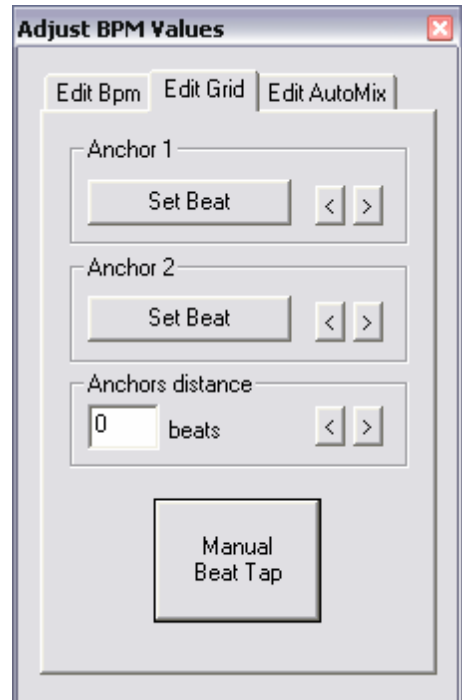 Adjust BPM Values
Edit Bpm Edit Grid Edit AutoMix
Anchor 1
Set Beat < >
Anchor 2
Set Beat < >
Anchors distance
0 beats < >
Manual
Beat Tap